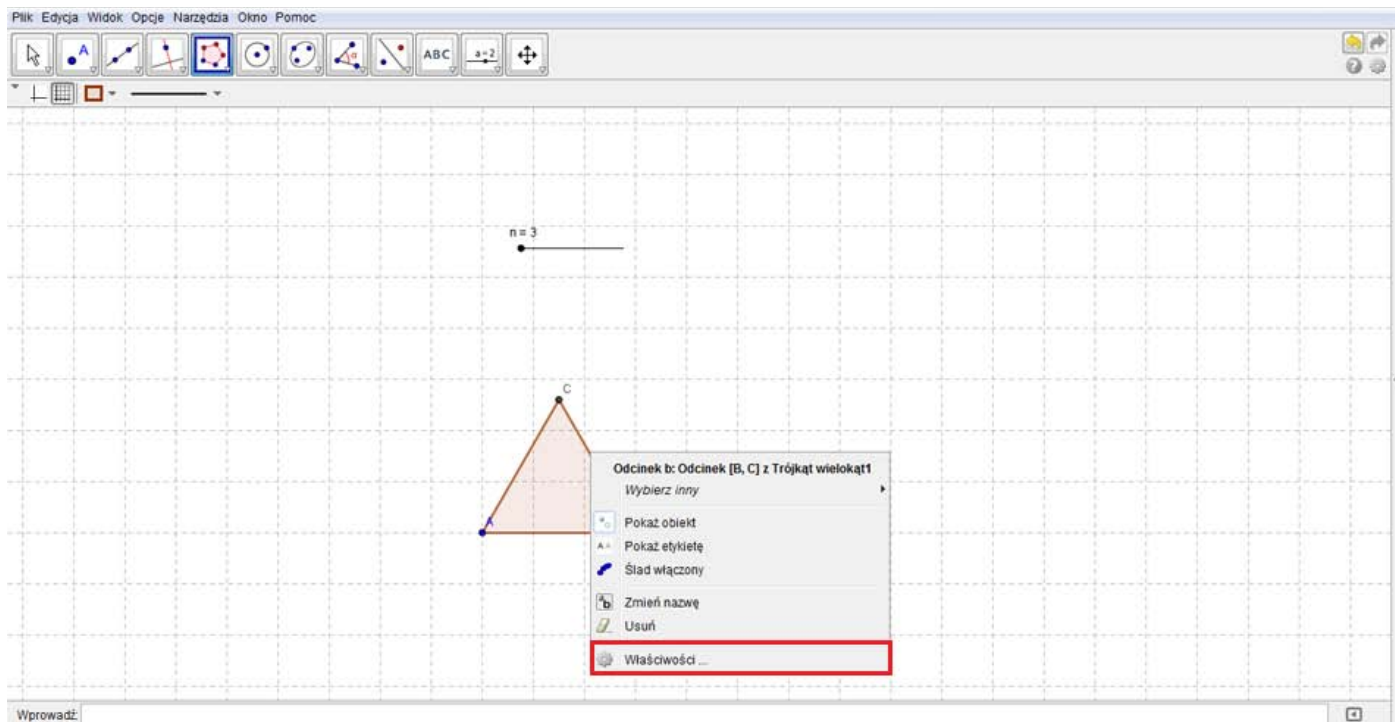 Plik Edycja Widok Opcje Narzędzia Okno Pomoc
A
α
ABC
a=2
n = 3
C
A
Odcinek b: Odcinek [B, C] z Trójkąt wielokąt1
Wybierz inny
Pokaż obiekt
Pokaż etykietę
Ślad włączony
Zmień nazwę
Usuń
Właściwości ...
Wprowadź: